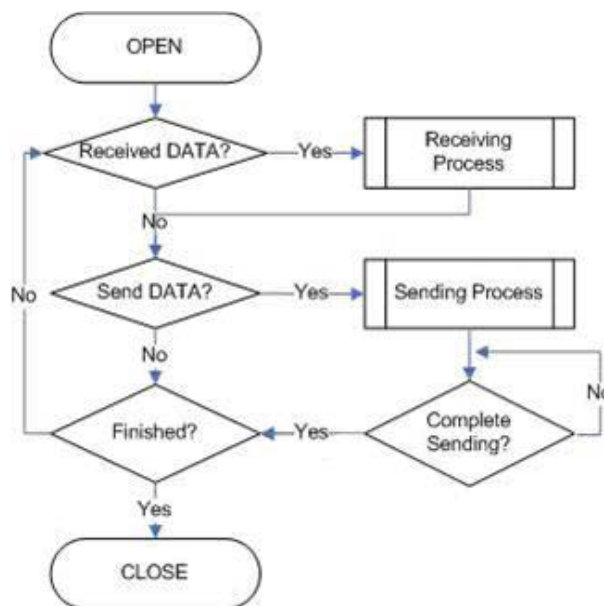 OPEN
Received DATA?
Yes
Receiving
Process
No
Send DATA?
Yes
Sending Process
No
No
No
Finished?
Yes
Complete
Sending?
Yes
CLOSE